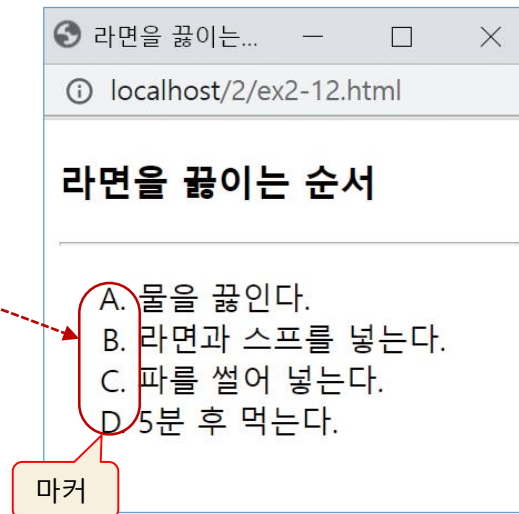 라면을 끓이는...
localhost/2/ex2-12.html
라면을 끓이는 순서
A. 물을 끓인다.
B. 라면과 스프를 넣는다.
C. 파를 썰어 넣는다.
D. 5분 후 먹는다.
마커